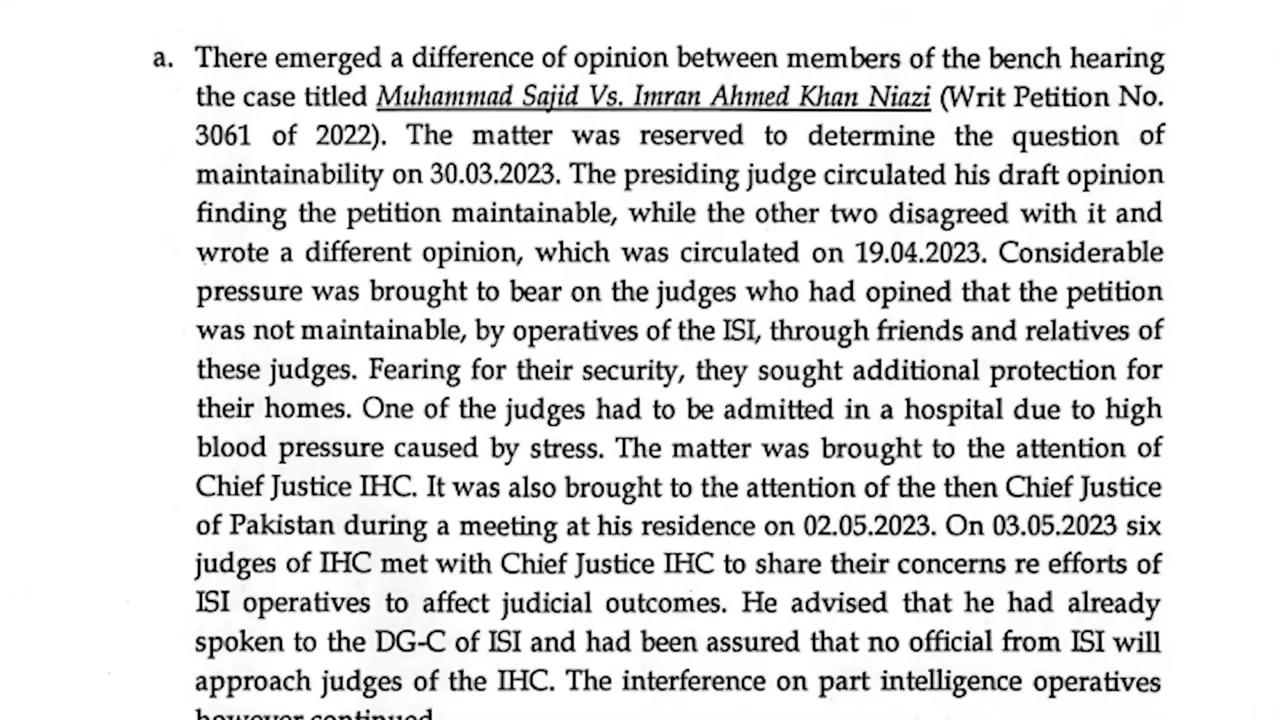 a. There emerged a difference of opinion between members of the bench hearing
the case titled Muhammad Sajid Vs. Imran Ahmed Khan Niazi (Writ Petition No.
3061 of 2022). The matter was reserved to determine the question of
maintainability on 30.03.2023. The presiding judge circulated his draft opinion
finding the petition maintainable, while the other two disagreed with it and
wrote a different opinion, which was circulated on 19.04.2023. Considerable
pressure was brought to bear on the judges who had opined that the petition
was not maintainable, by operatives of the ISI, through friends and relatives of
these judges. Fearing for their security, they sought additional protection for
their homes. One of the judges had to be admitted in a hospital due to high
blood pressure caused by stress. The matter was brought to the attention of
Chief Justice IHC. It was also brought to the attention of the then Chief Justice
of Pakistan during a meeting at his residence on 02.05.2023. On 03.05.2023 six
judges of IHC met with Chief Justice IHC to share their concerns re efforts of
ISI operatives to affect judicial outcomes. He advised that he had already
spoken to the DG-C of ISI and had been assured that no official from ISI will
approach judges of the IHC. The interference on part intelligence operatives
however continued